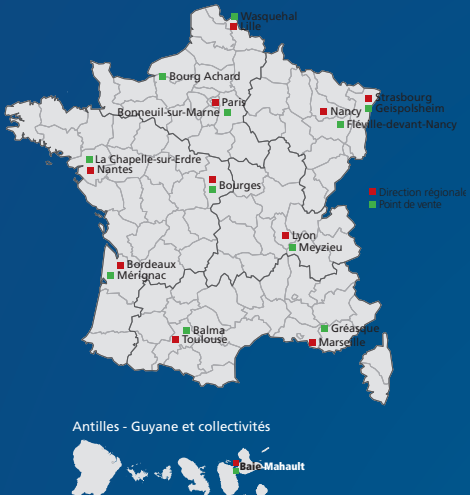 Wasquehal
Lille
Bourg Achard
Paris
Bonneuil-sur-Marne
Strasbourg
Geispolsheim
Nancy
Fléville-devant-Nancy
La Chapelle-sur-Erdre
Nantes
Bourges
Direction régionale
Point de vente
Lyon
Meyzieu
Bordeaux
Mérignac
Balma
Toulouse
Gréasque
Marseille
Antilles - Guyane et collectivités
Baie Mahault